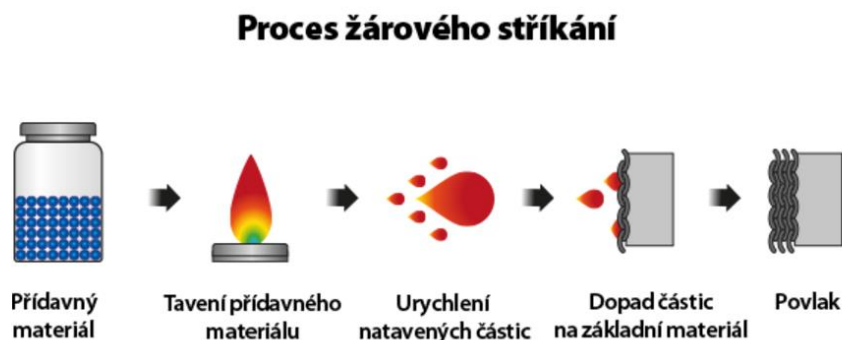 Proces žárového stříkání
Přídavný
materiál
Tavení přídavného
materiálu
Urychlení
natavených částic
Dopad částic
na základní materiál
Povlak